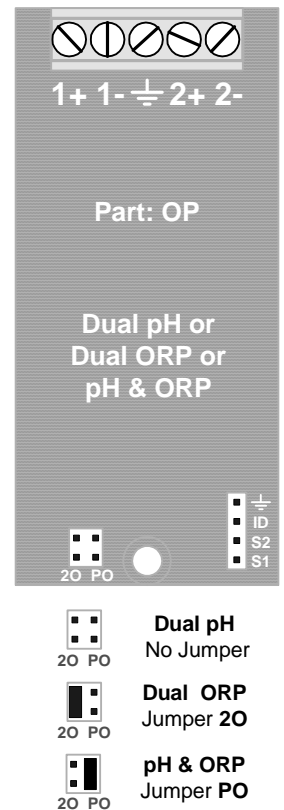 1+ 1- ⏚ 2+ 2-
Part: OP
Dual pH or
Dual ORP or
pH & ORP
⏚
ID
S2
S1
2O PO
Dual pH
No Jumper
2O PO
Dual ORP
Jumper 2O
2O PO
pH & ORP
Jumper PO
2O PO